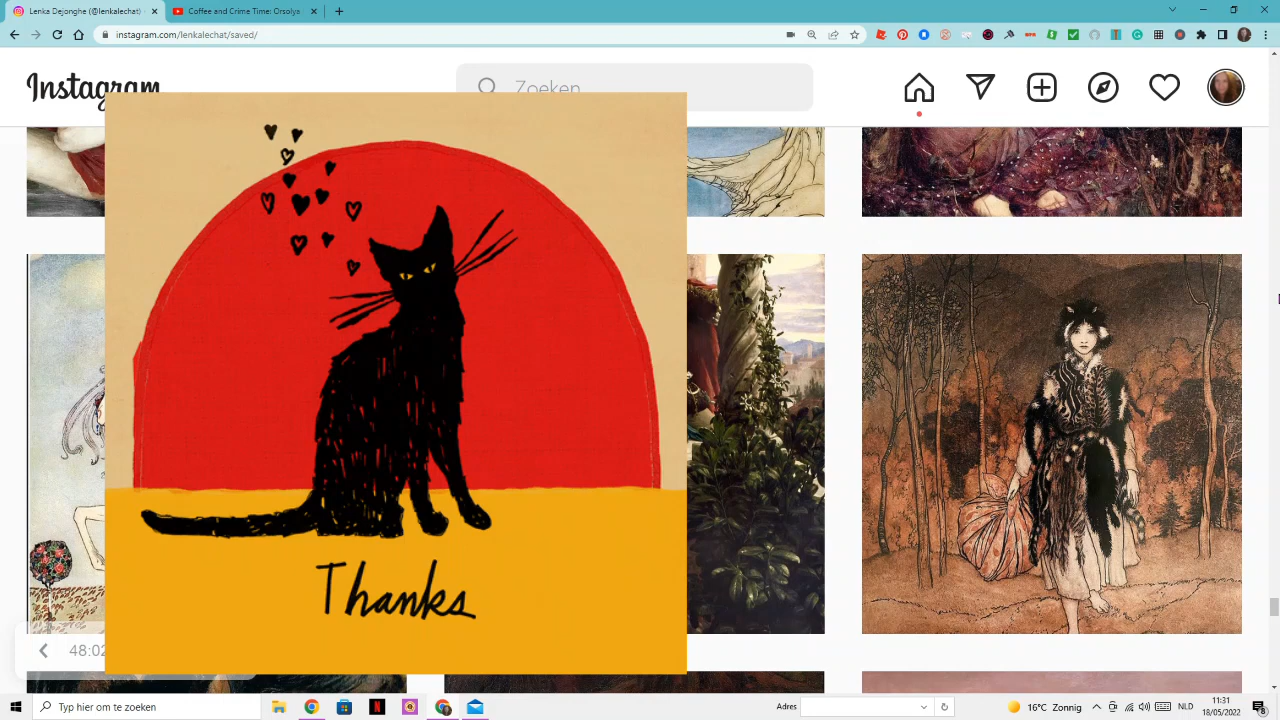 Lenka Dejonghe (@lenkalechat)
Coffee and Crime Time: Orsolya
instagram.com/lenkalechat/saved/
Instagram
Zoeken
Thanks
48:02
Typ hier om te zoeken
Adres
16°C Zonnig
NLD
11:31
18/05/2022
8